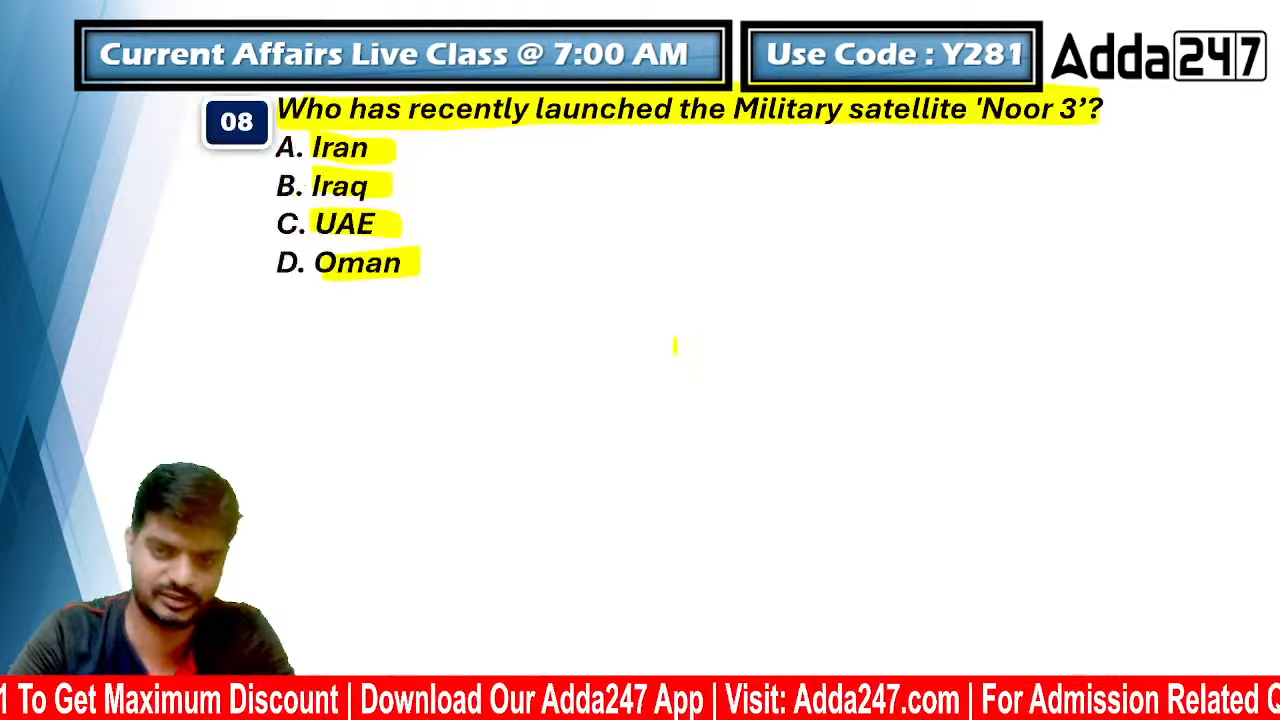 Current Affairs Live Class @ 7:00 AM
Use Code : Y281
Adda247
08
Who has recently launched the Military satellite 'Noor 3’?
A. Iran
B. Iraq
C. UAE
D. Oman
1 To Get Maximum Discount | Download Our Adda247 App | Visit: Adda247.com | For Admission Related Q